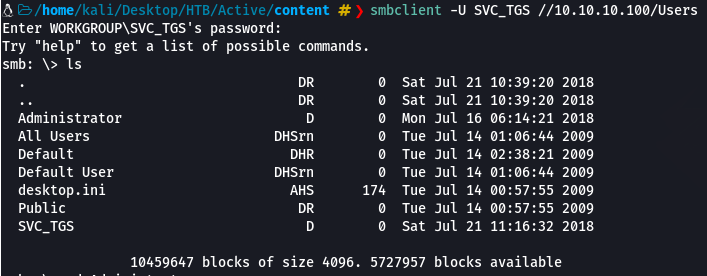 /home/kali/Desktop/HTB/Active/content # ❯ smbclient -U SVC_TGS //10.10.10.100/Users
Enter WORKGROUP\SVC_TGS's password:
Try "help" to get a list of possible commands.
smb: \> ls
  .                                  DR        0  Sat Jul 21 10:39:20 2018
  ..                                 DR        0  Sat Jul 21 10:39:20 2018
  Administrator                       D        0  Mon Jul 16 06:14:21 2018
  All Users                       DHSrn        0  Tue Jul 14 01:06:44 2009
  Default                           DHR        0  Tue Jul 14 02:38:21 2009
  Default User                    DHSrn        0  Tue Jul 14 01:06:44 2009
  desktop.ini                       AHS      174  Tue Jul 14 00:57:55 2009
  Public                             DR        0  Tue Jul 14 00:57:55 2009
  SVC_TGS                             D        0  Sat Jul 21 11:16:32 2018
                10459647 blocks of size 4096. 5727957 blocks available